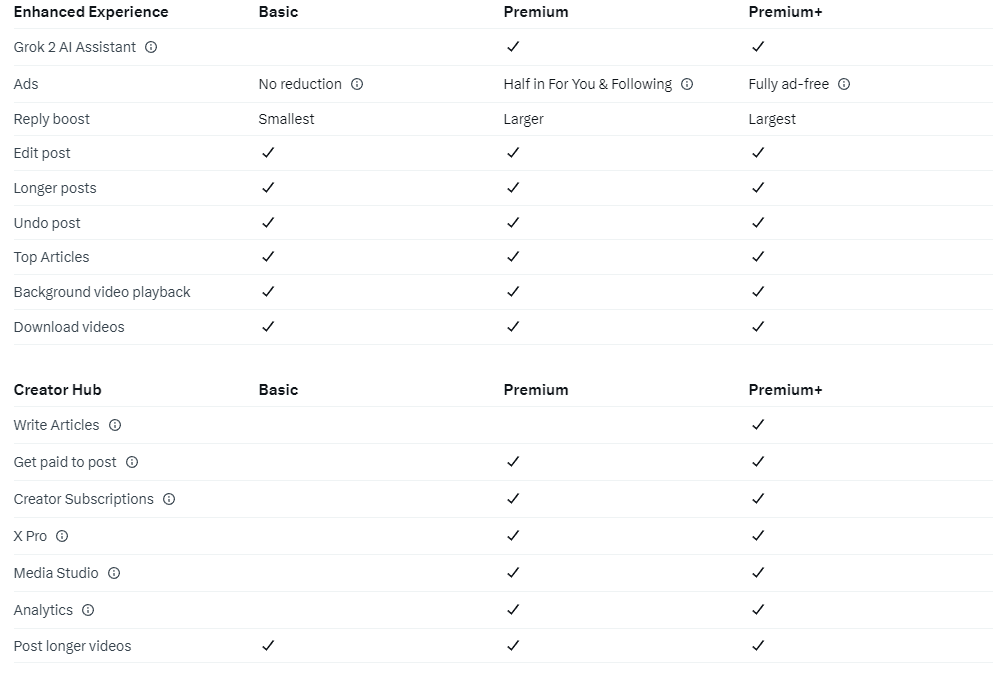 Enhanced Experience Basic Premium Premium+
Grok 2 AI Assistant ✓ ✓
Ads No reduction Half in For You & Following Fully ad-free
Reply boost Smallest Larger Largest
Edit post ✓ ✓ ✓
Longer posts ✓ ✓ ✓
Undo post ✓ ✓ ✓
Top Articles ✓ ✓ ✓
Background video playback ✓ ✓ ✓
Download videos ✓ ✓ ✓
Creator Hub Basic Premium Premium+
Write Articles ✓
Get paid to post ✓ ✓
Creator Subscriptions ✓ ✓
X Pro ✓ ✓
Media Studio ✓ ✓
Analytics ✓ ✓
Post longer videos ✓ ✓ ✓